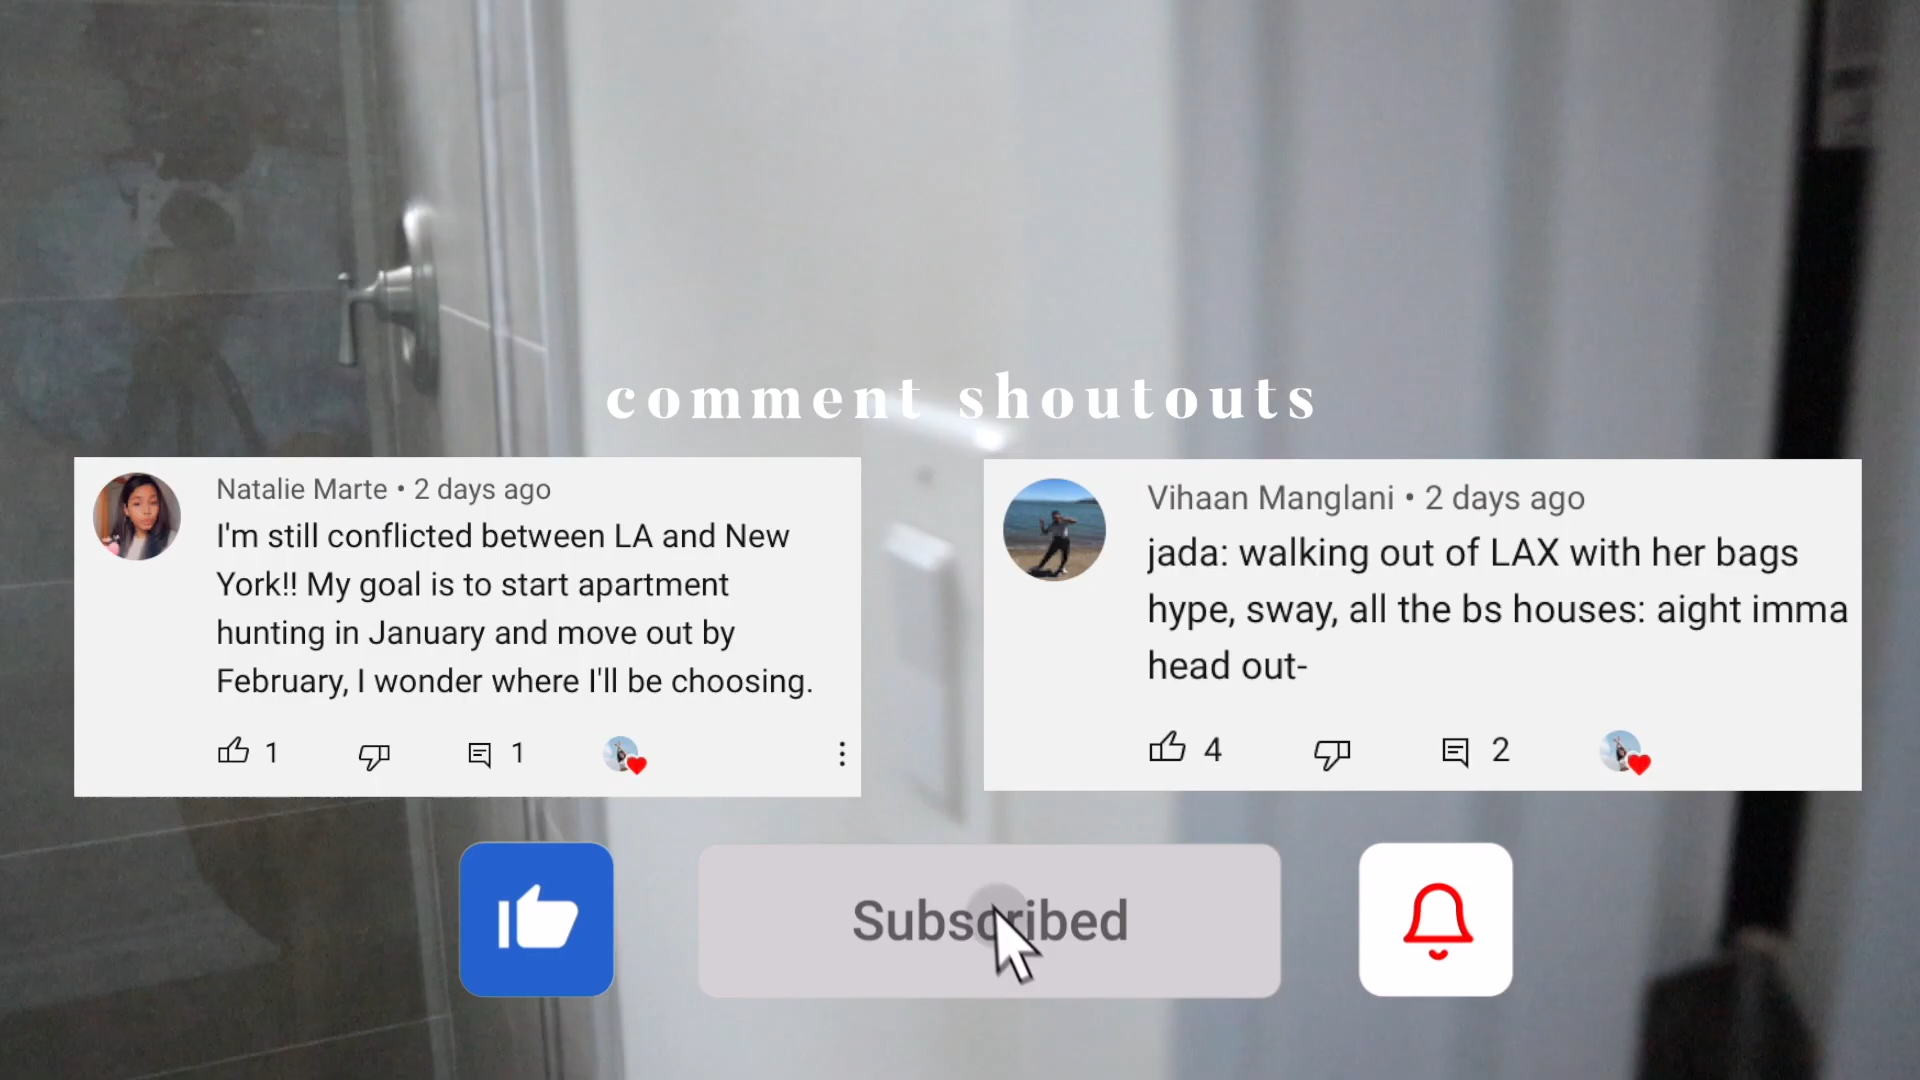 comment shoutouts
Natalie Marte • 2 days ago
I'm still conflicted between LA and New
York!! My goal is to start apartment
hunting in January and move out by
February, I wonder where I'll be choosing.
1
1
Vihaan Manglani • 2 days ago
jada: walking out of LAX with her bags
hype, sway, all the bs houses: aight imma
head out-
4
2
Subscribed